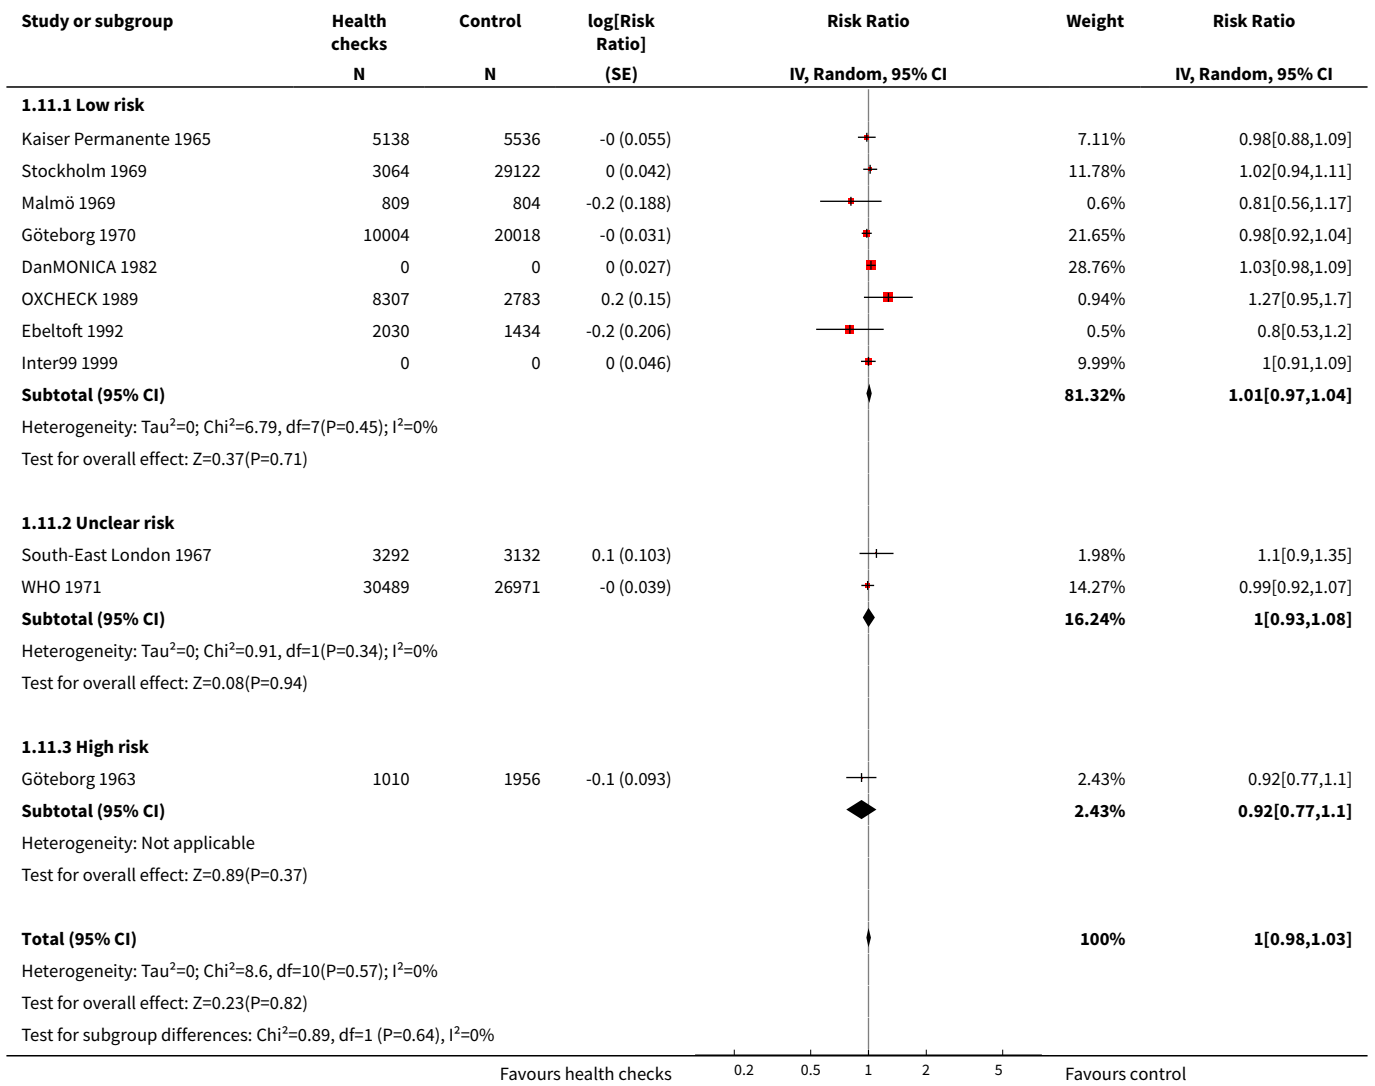 Study or subgroup Health checks Control log[Risk Ratio] Risk Ratio Weight Risk Ratio
N N (SE) IV, Random, 95% CI IV, Random, 95% CI
1.11.1 Low risk
Kaiser Permanente 1965 5138 5536 -0 (0.055) 7.11% 0.98[0.88,1.09]
Stockholm 1969 3064 29122 0 (0.042) 11.78% 1.02[0.94,1.11]
Malmö 1969 809 804 -0.2 (0.188) 0.6% 0.81[0.56,1.17]
Göteborg 1970 10004 20018 -0 (0.031) 21.65% 0.98[0.92,1.04]
DanMONICA 1982 0 0 0 (0.027) 28.76% 1.03[0.98,1.09]
OXCHECK 1989 8307 2783 0.2 (0.15) 0.94% 1.27[0.95,1.7]
Ebeltoft 1992 2030 1434 -0.2 (0.206) 0.5% 0.8[0.53,1.2]
Inter99 1999 0 0 0 (0.046) 9.99% 1[0.91,1.09]
Subtotal (95% CI) 81.32% 1.01[0.97,1.04]
Heterogeneity: Tau²=0; Chi²=6.79, df=7(P=0.45); I²=0%
Test for overall effect: Z=0.37(P=0.71)
1.11.2 Unclear risk
South-East London 1967 3292 3132 0.1 (0.103) 1.98% 1.1[0.9,1.35]
WHO 1971 30489 26971 -0 (0.039) 14.27% 0.99[0.92,1.07]
Subtotal (95% CI) 16.24% 1[0.93,1.08]
Heterogeneity: Tau²=0; Chi²=0.91, df=1(P=0.34); I²=0%
Test for overall effect: Z=0.08(P=0.94)
1.11.3 High risk
Göteborg 1963 1010 1956 -0.1 (0.093) 2.43% 0.92[0.77,1.1]
Subtotal (95% CI) 2.43% 0.92[0.77,1.1]
Heterogeneity: Not applicable
Test for overall effect: Z=0.89(P=0.37)
Total (95% CI) 100% 1[0.98,1.03]
Heterogeneity: Tau²=0; Chi²=8.6, df=10(P=0.57); I²=0%
Test for overall effect: Z=0.23(P=0.82)
Test for subgroup differences: Chi²=0.89, df=1 (P=0.64), I²=0%
Favours health checks 0.2 0.5 1 2 5 Favours control